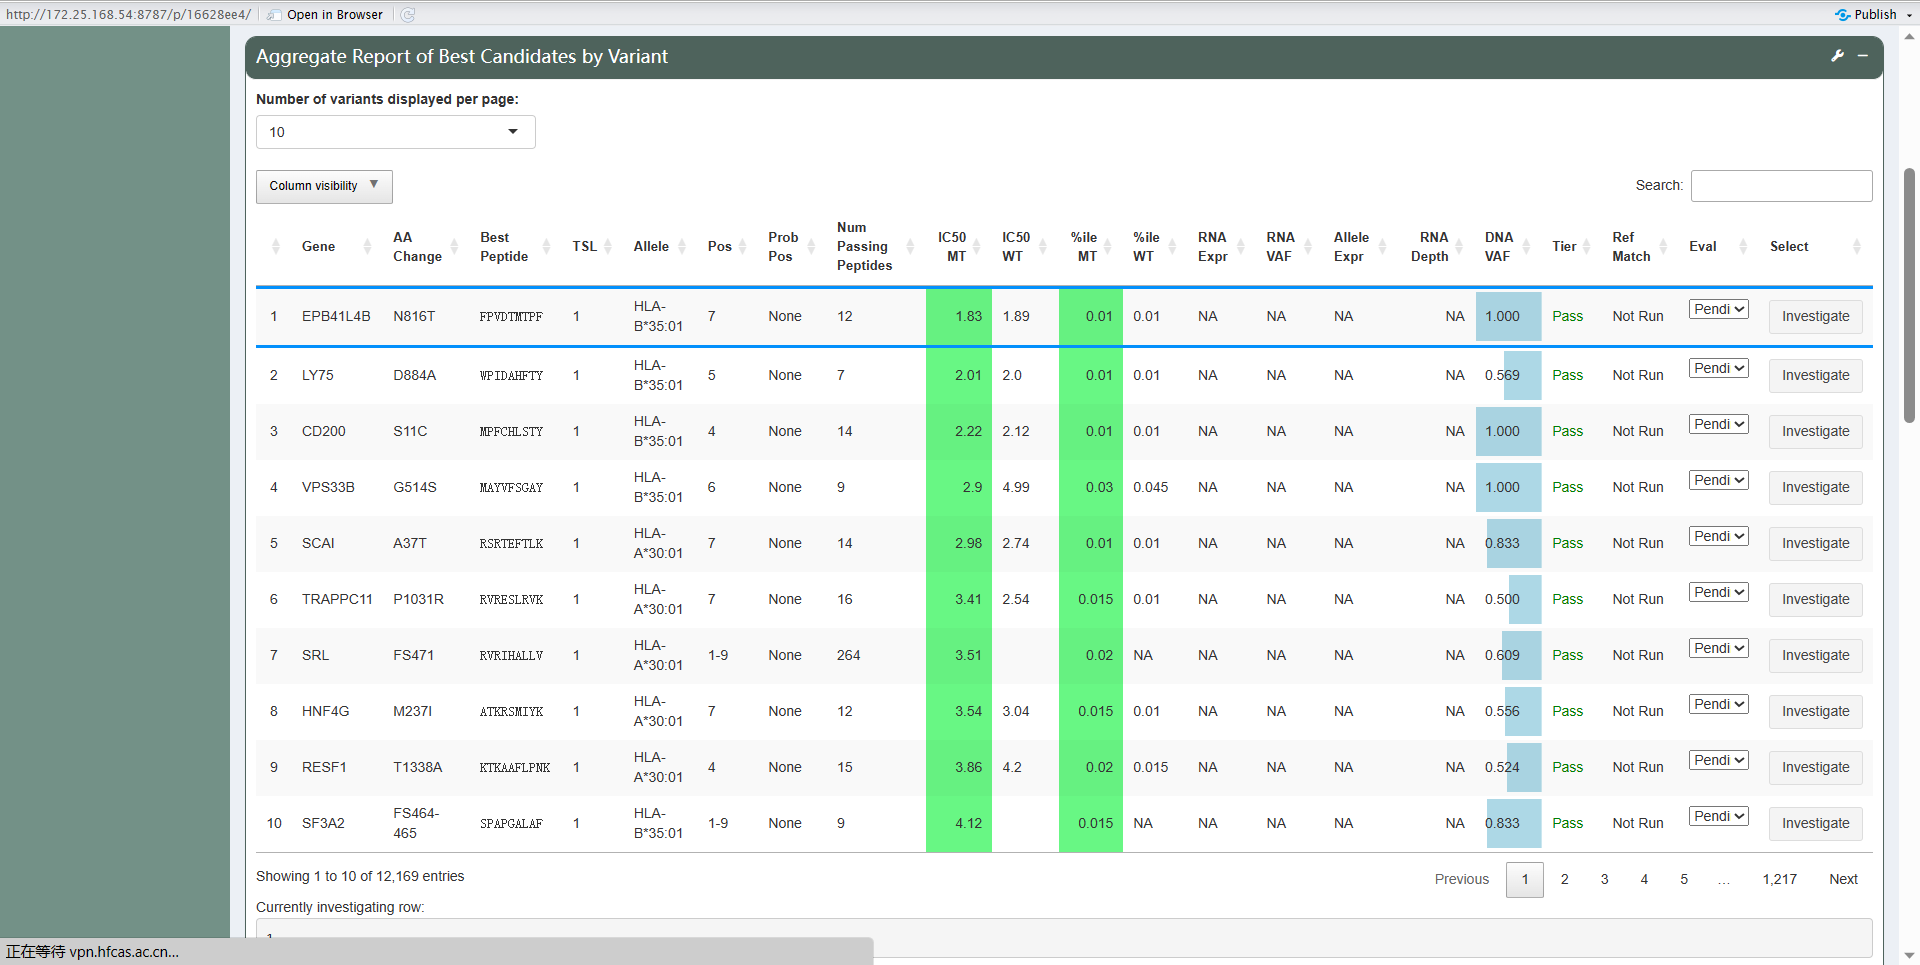 http://172.25.168.54:8787/p/16628ee4/ Open in Browser Publish
Aggregate Report of Best Candidates by Variant
Number of variants displayed per page:
10
Column visibility
Search:
Gene AA Change Best Peptide TSL Allele Pos Prob Pos Num Passing Peptides IC50 MT IC50 WT %ile MT %ile WT RNA Expr RNA VAF Allele Expr RNA Depth DNA VAF Tier Ref Match Eval Select
1 EPB41L4B N816T FPVDTMTPF 1 HLA-B*35:01 7 None 12 1.83 1.89 0.01 0.01 NA NA NA NA 1.000 Pass Not Run Pendi Investigate
2 LY75 D884A WPIDAHFTY 1 HLA-B*35:01 5 None 7 2.01 2.0 0.01 0.01 NA NA NA NA 0.569 Pass Not Run Pendi Investigate
3 CD200 S11C MPFCHLSTY 1 HLA-B*35:01 4 None 14 2.22 2.12 0.01 0.01 NA NA NA NA 1.000 Pass Not Run Pendi Investigate
4 VPS33B G514S MAYVFSGAY 1 HLA-B*35:01 6 None 9 2.9 4.99 0.03 0.045 NA NA NA NA 1.000 Pass Not Run Pendi Investigate
5 SCAI A37T RSRTEFTLK 1 HLA-A*30:01 7 None 14 2.98 2.74 0.01 0.01 NA NA NA NA 0.833 Pass Not Run Pendi Investigate
6 TRAPPC11 P1031R RVRESLRVK 1 HLA-A*30:01 7 None 16 3.41 2.54 0.015 0.01 NA NA NA NA 0.500 Pass Not Run Pendi Investigate
7 SRL FS471 RVRIHALLV 1 HLA-A*30:01 1-9 None 264 3.51 0.02 NA NA NA NA NA 0.609 Pass Not Run Pendi Investigate
8 HNF4G M237I ATKRSMIYK 1 HLA-A*30:01 7 None 12 3.54 3.04 0.015 0.01 NA NA NA NA 0.556 Pass Not Run Pendi Investigate
9 RESF1 T1338A KTKAAFLPNK 1 HLA-A*30:01 4 None 15 3.86 4.2 0.02 0.015 NA NA NA NA 0.524 Pass Not Run Pendi Investigate
10 SF3A2 FS464-465 SPAPGALAF 1 HLA-B*35:01 1-9 None 9 4.12 0.015 NA NA NA NA NA 0.833 Pass Not Run Pendi Investigate
Showing 1 to 10 of 12,169 entries Previous 1 2 3 4 5 … 1,217 Next
Currently investigating row:
1
正在等待 vpn.hfcas.ac.cn...